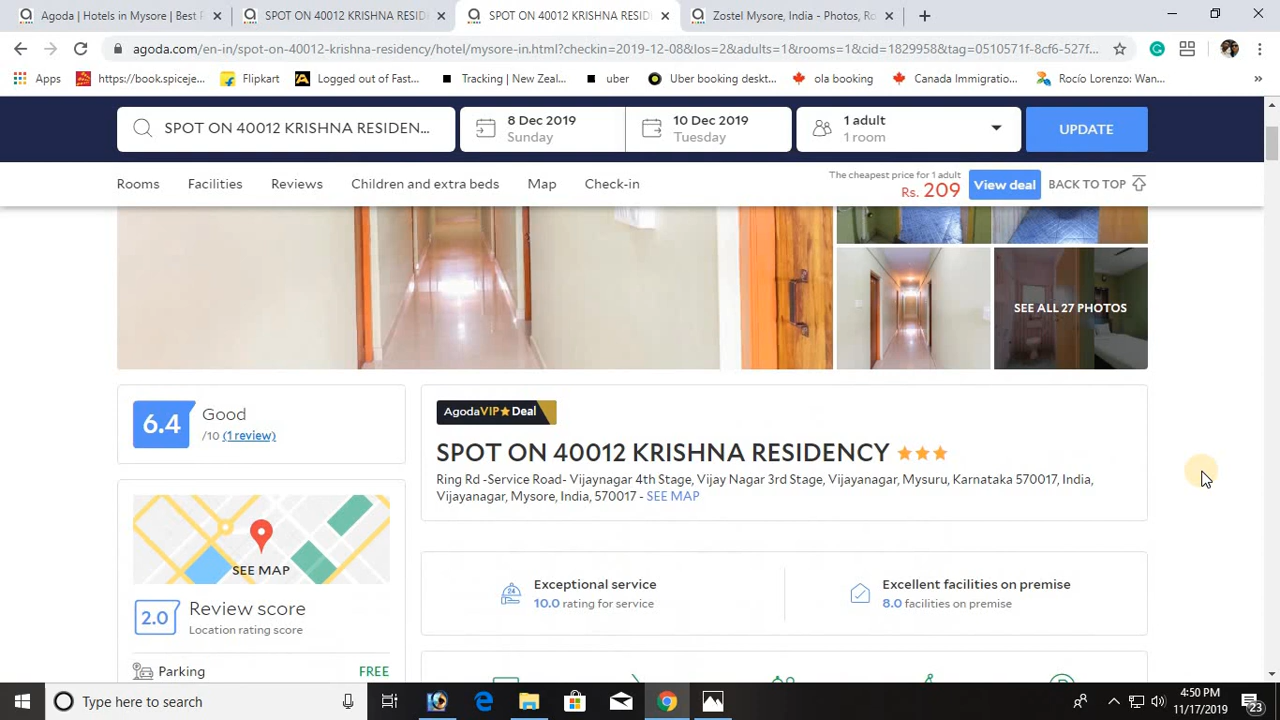 Agoda | Hotels in Mysore | Best P
SPOT ON 40012 KRISHNA RESIDE
SPOT ON 40012 KRISHNA RESIDE
Zostel Mysore, India - Photos, Ro
agoda.com/en-in/spot-on-40012-krishna-residency/hotel/mysore-in.html?checkin=2019-12-08&los=2&adults=1&rooms=1&cid=1829958&tag=0510571f-8cf6-527f...
Apps
https://book.spiceje...
Flipkart
Logged out of Fast...
Tracking | New Zeal...
uber
Uber booking deskt...
ola booking
Canada Immigratio...
Rocío Lorenzo: Wan...
»
SPOT ON 40012 KRISHNA RESIDEN...
8 Dec 2019
Sunday
10 Dec 2019
Tuesday
1 adult
1 room
UPDATE
Rooms
Facilities
Reviews
Children and extra beds
Map
Check-in
The cheapest price for 1 adult
Rs. 209
View deal
BACK TO TOP
SEE ALL 27 PHOTOS
6.4
Good
/10 (1 review)
AgodaVIP★Deal
SPOT ON 40012 KRISHNA RESIDENCY
Ring Rd -Service Road- Vijaynagar 4th Stage, Vijay Nagar 3rd Stage, Vijayanagar, Mysuru, Karnataka 570017, India,
Vijayanagar, Mysore, India, 570017 - SEE MAP
SEE MAP
24
Exceptional service
10.0 rating for service
Excellent facilities on premise
8.0 facilities on premise
2.0
Review score
Location rating score
Parking
FREE
Type here to search
4:50 PM
11/17/2019
23